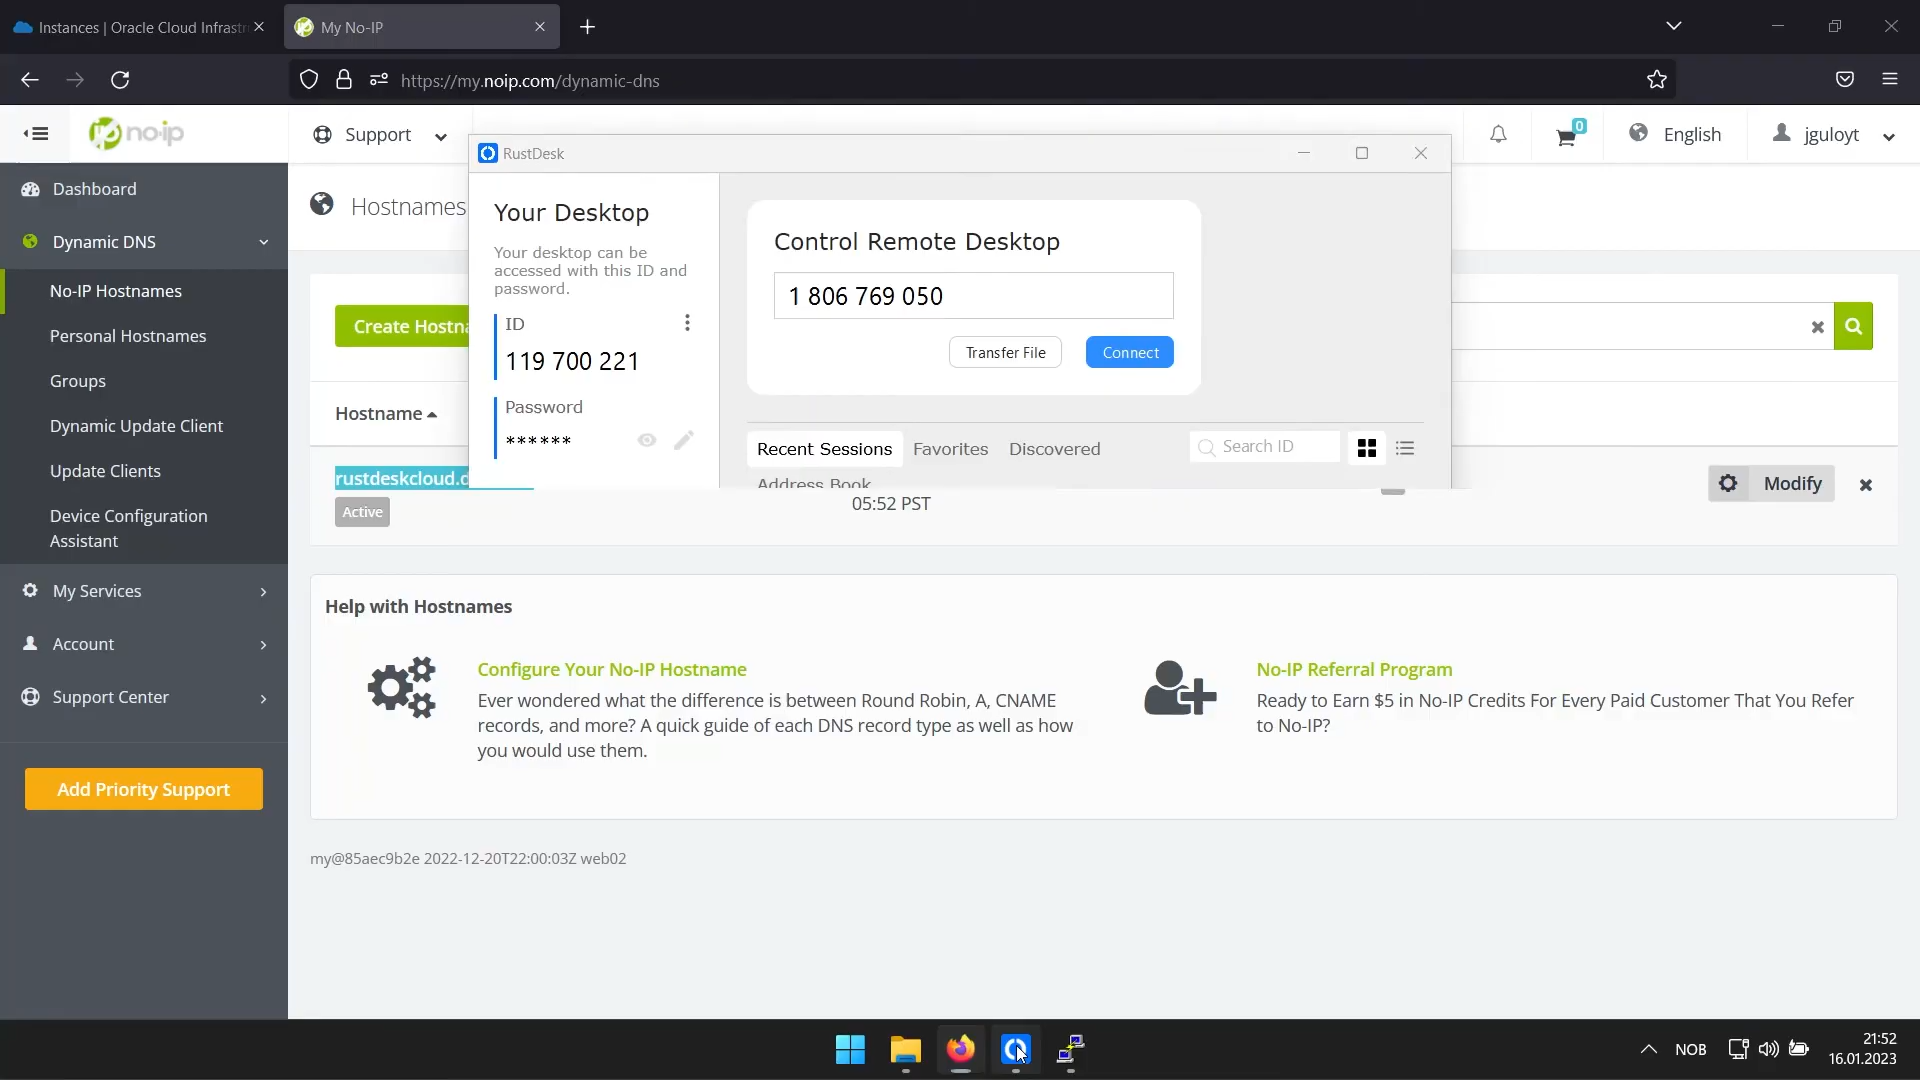 Instances | Oracle Cloud Infrastr
My No-IP
https://my.noip.com/dynamic-dns
no-ip
Support
0
English
jguloyt
Dashboard
Dynamic DNS
No-IP Hostnames
Personal Hostnames
Groups
Dynamic Update Client
Update Clients
Device Configuration
Assistant
My Services
Account
Support Center
Add Priority Support
Hostnames
Create Hostna
Hostname
rustdeskcloud.d
Active
05:52 PST
Modify
RustDesk
Your Desktop
Your desktop can be
accessed with this ID and
password.
ID
119 700 221
Password
******
Control Remote Desktop
1 806 769 050
Transfer File
Connect
Recent Sessions
Favorites
Discovered
Search ID
Address Book
Help with Hostnames
Configure Your No-IP Hostname
Ever wondered what the difference is between Round Robin, A, CNAME
records, and more? A quick guide of each DNS record type as well as how
you would use them.
No-IP Referral Program
Ready to Earn $5 in No-IP Credits For Every Paid Customer That You Refer
to No-IP?
my@85aec9b2e 2022-12-20T22:00:03Z web02
NOB
21:52
16.01.2023